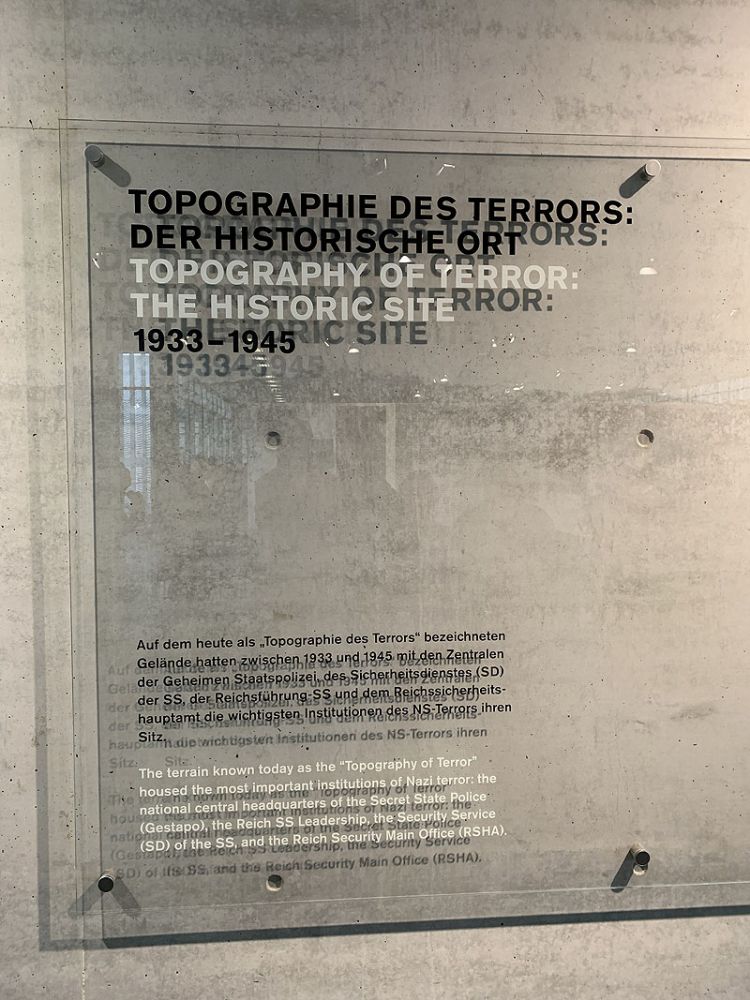 TOPOGRAPHIE DES TERRORS:
DER HISTORISCHE ORT
TOPOGRAPHY OF TERROR:
THE HISTORIC SITE
1933–1945
Auf dem heute als „Topographie des Terrors“ bezeichneten
Gelände hatten zwischen 1933 und 1945 mit den Zentralen
der Geheimen Staatspolizei, des Sicherheitsdienstes (SD)
der SS, der Reichsführung-SS und dem Reichssicherheits-
hauptamt die wichtigsten Institutionen des NS-Terrors ihren
Sitz.
The terrain known today as the “Topography of Terror”
housed the most important institutions of Nazi terror: the
national central headquarters of the Secret State Police
(Gestapo), the Reich SS Leadership, the Security Service
(SD) of the SS, and the Reich Security Main Office (RSHA).